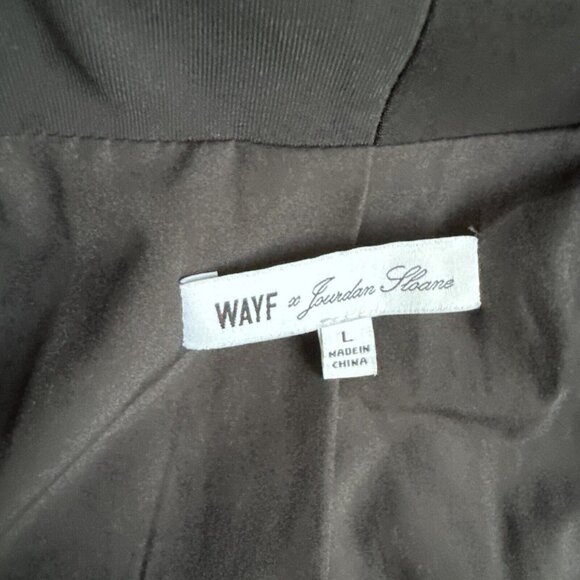 WAYF x Jourdan Sloane
L
MADE IN
CHINA